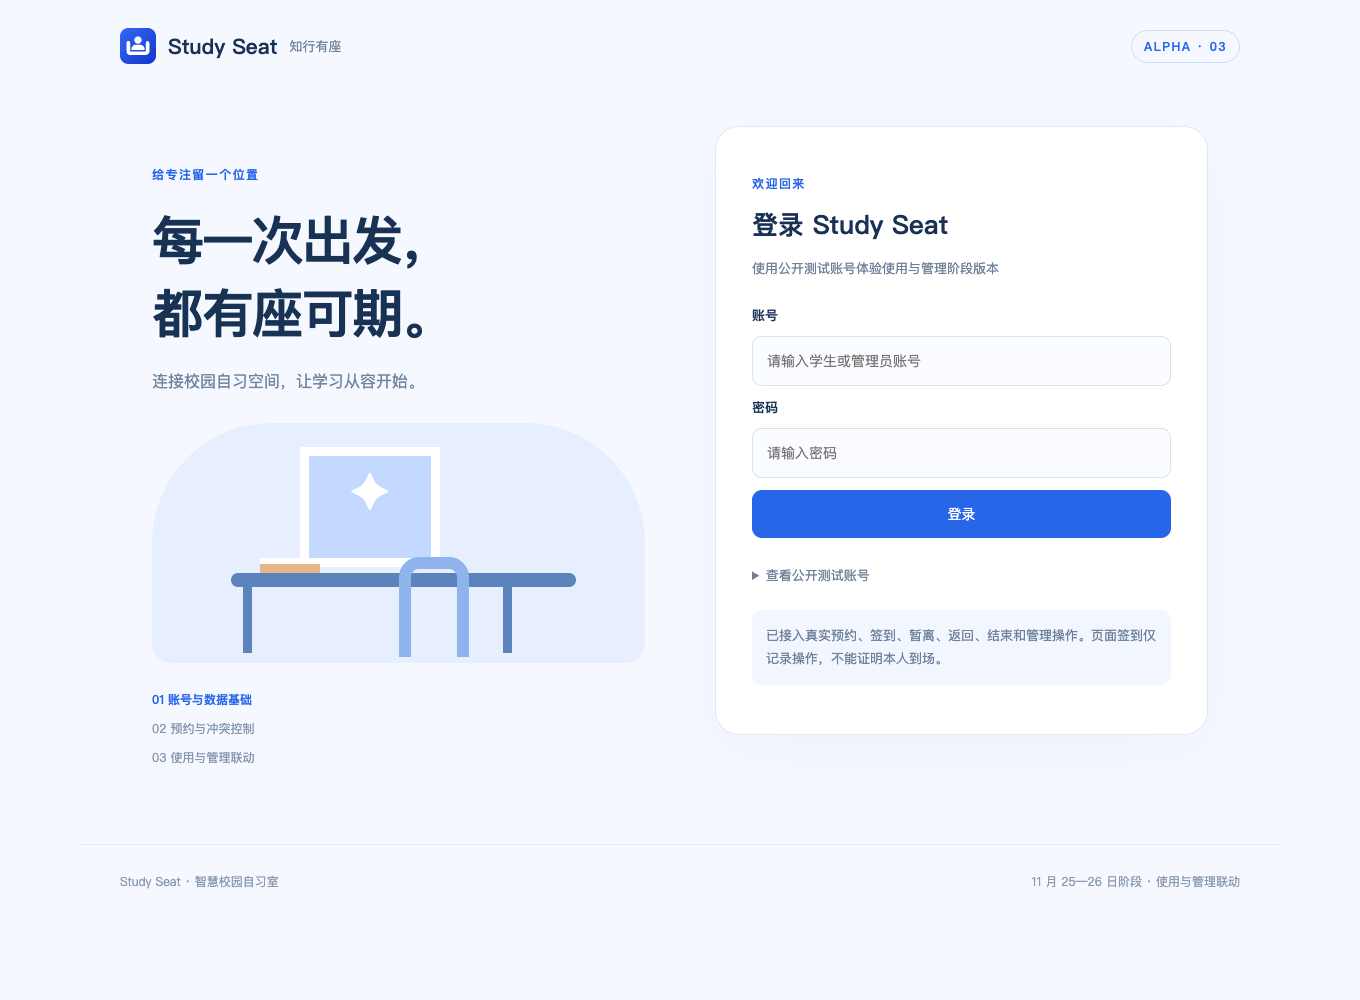 Study Seat 知行有座
ALPHA · 03
给专注留一个位置
每一次出发，
都有座可期。
连接校园自习空间，让学习从容开始。
01 账号与数据基础
02 预约与冲突控制
03 使用与管理联动
欢迎回来
登录 Study Seat
使用公开测试账号体验使用与管理阶段版本
账号
请输入学生或管理员账号
密码
请输入密码
登录
查看公开测试账号
已接入真实预约、签到、暂离、返回、结束和管理操作。页面签到仅
记录操作，不能证明本人到场。
Study Seat · 智慧校园自习室
11 月 25—26 日阶段 · 使用与管理联动